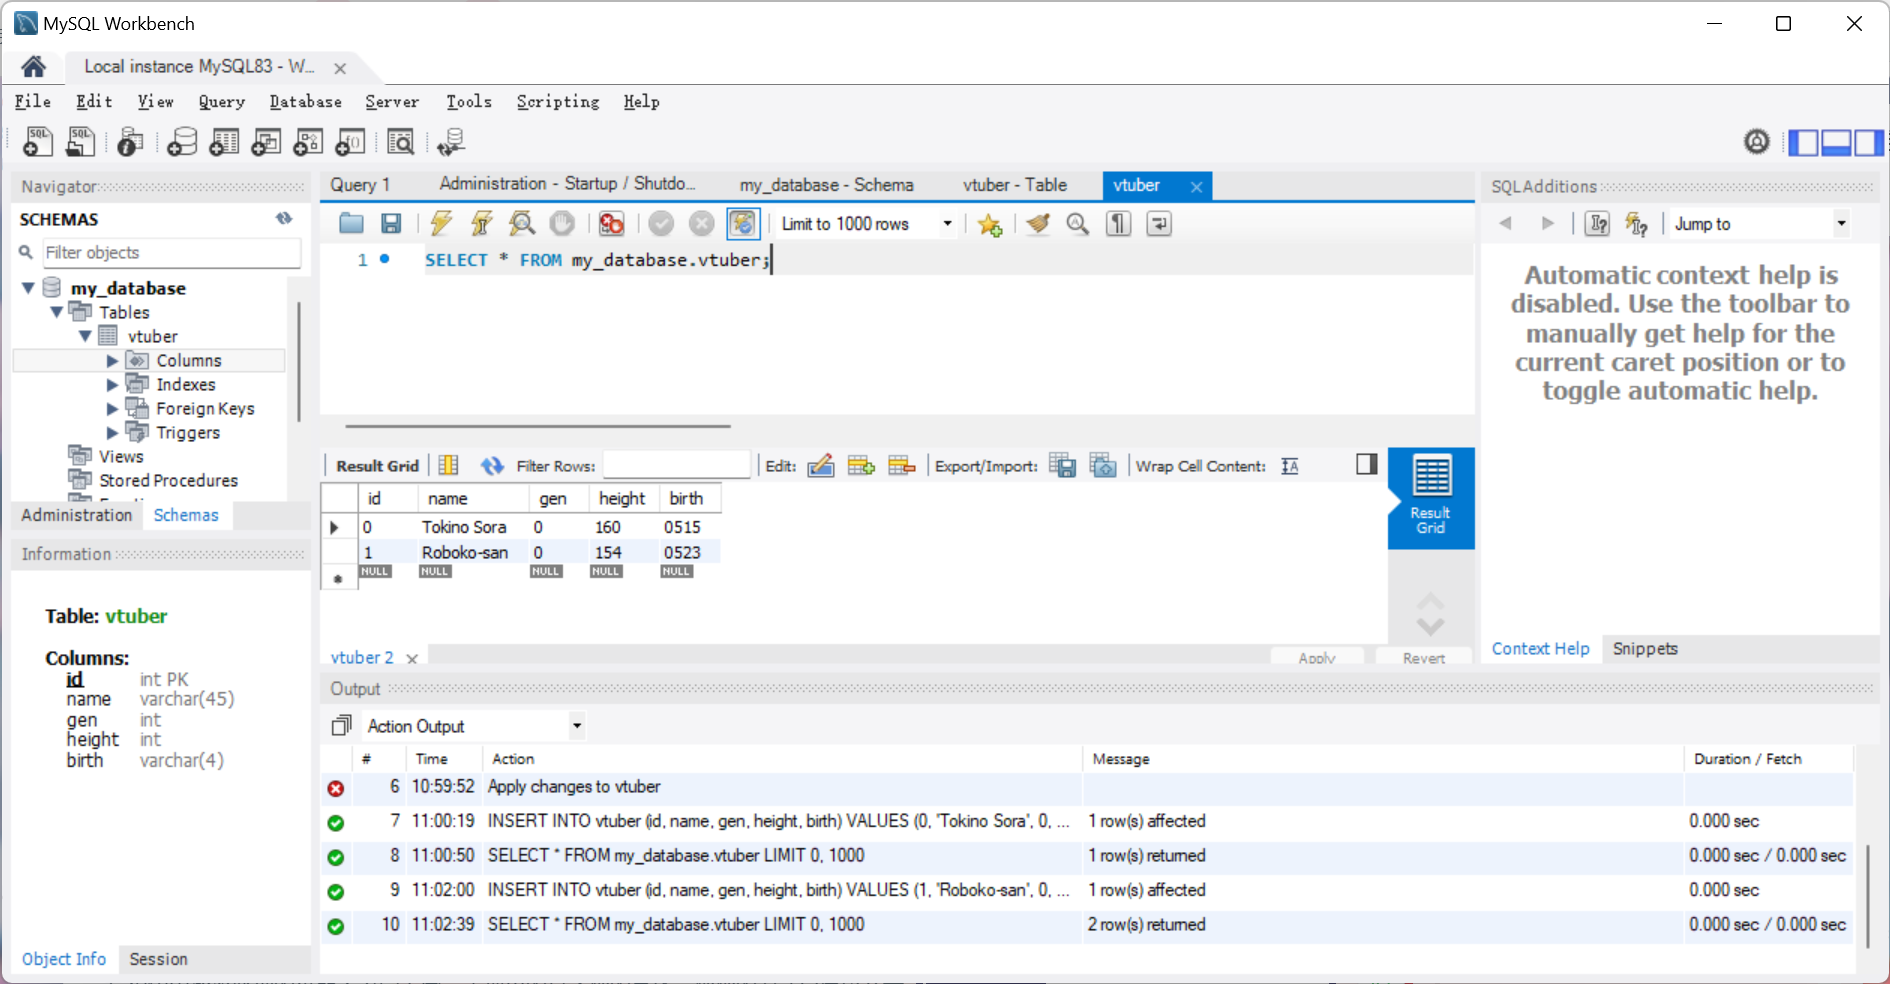 MySQL Workbench
Local instance MySQL83 - W...
File Edit View Query Database Server Tools Scripting Help
Navigator
SCHEMAS
Filter objects
my_database
Tables
vtuber
Columns
Indexes
Foreign Keys
Triggers
Views
Stored Procedures
Administration Schemas
Information
Table: vtuber
Columns:
id int PK
name varchar(45)
gen int
height int
birth varchar(4)
Object Info Session
Query 1 Administration - Startup / Shutdo... my_database - Schema vtuber - Table vtuber
Limit to 1000 rows
1 SELECT * FROM my_database.vtuber;
Result Grid Filter Rows: Edit: Export/Import: Wrap Cell Content:
id name gen height birth
0 Tokino Sora 0 160 0515
1 Roboko-san 0 154 0523
NULL NULL NULL NULL NULL
Result
Grid
vtuber 2 Apply Revert
SQLAdditions
Jump to
Automatic context help is
disabled. Use the toolbar to
manually get help for the
current caret position or to
toggle automatic help.
Context Help Snippets
Output
Action Output
# Time Action Message Duration / Fetch
6 10:59:52 Apply changes to vtuber
7 11:00:19 INSERT INTO vtuber (id, name, gen, height, birth) VALUES (0, 'Tokino Sora', 0, ... 1 row(s) affected 0.000 sec
8 11:00:50 SELECT * FROM my_database.vtuber LIMIT 0, 1000 1 row(s) returned 0.000 sec / 0.000 sec
9 11:02:00 INSERT INTO vtuber (id, name, gen, height, birth) VALUES (1, 'Roboko-san', 0, ... 1 row(s) affected 0.000 sec
10 11:02:39 SELECT * FROM my_database.vtuber LIMIT 0, 1000 2 row(s) returned 0.000 sec / 0.000 sec